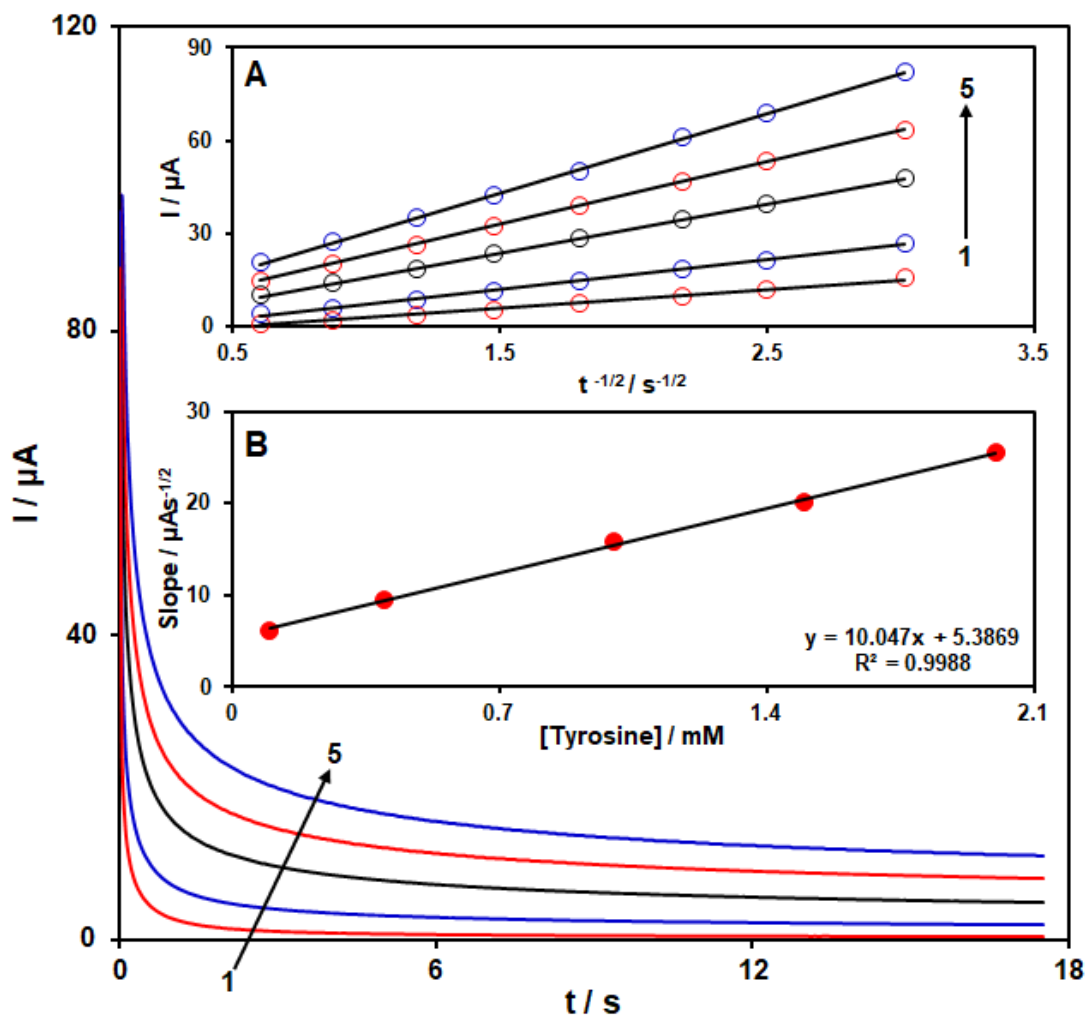 120
80
40
0
I / µA
0
6
12
18
t / s
1
5
A
90
60
30
0
I / µA
0.5
1.5
2.5
3.5
t -1/2 / s-1/2
5
1
B
30
20
10
0
Slope / µAs-1/2
0
0.7
1.4
2.1
[Tyrosine] / mM
y = 10.047x + 5.3869
R² = 0.9988